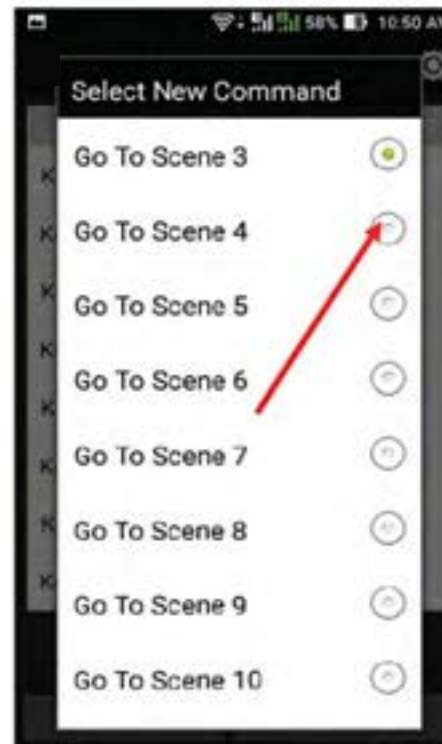 58% 10:50 AM
Select New Command
Go To Scene 3
Go To Scene 4
Go To Scene 5
Go To Scene 6
Go To Scene 7
Go To Scene 8
Go To Scene 9
Go To Scene 10